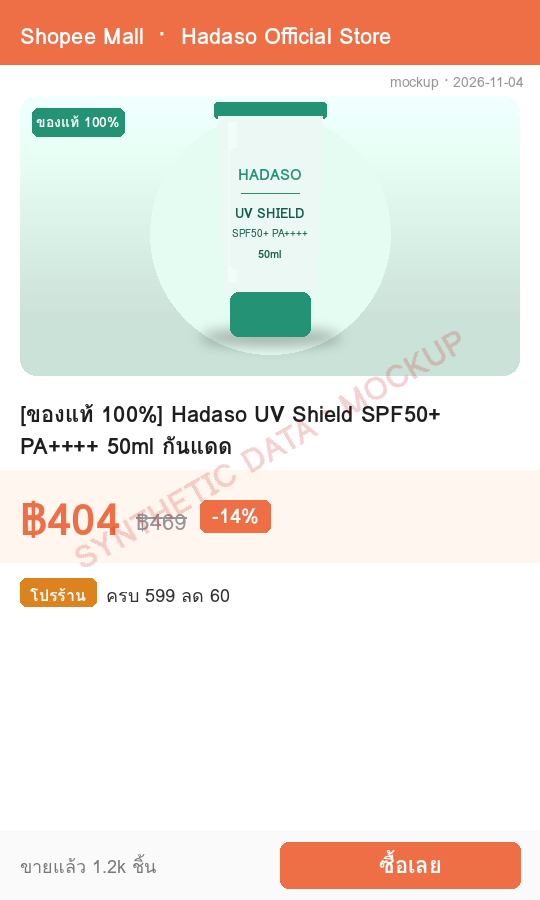 Shopee Mall · Hadaso Official Store
mockup · 2026-11-04
ของแท้ 100%
HADASO
UV SHIELD
SPF50+ PA++++
50ml
[ของแท้ 100%] Hadaso UV Shield SPF50+
PA++++ 50ml กันแดด
฿404 ฿469 -14%
โปรร้าน ครบ 599 ลด 60
SYNTHETIC DATA · MOCKUP
ขายแล้ว 1.2k ชิ้น
ซื้อเลย